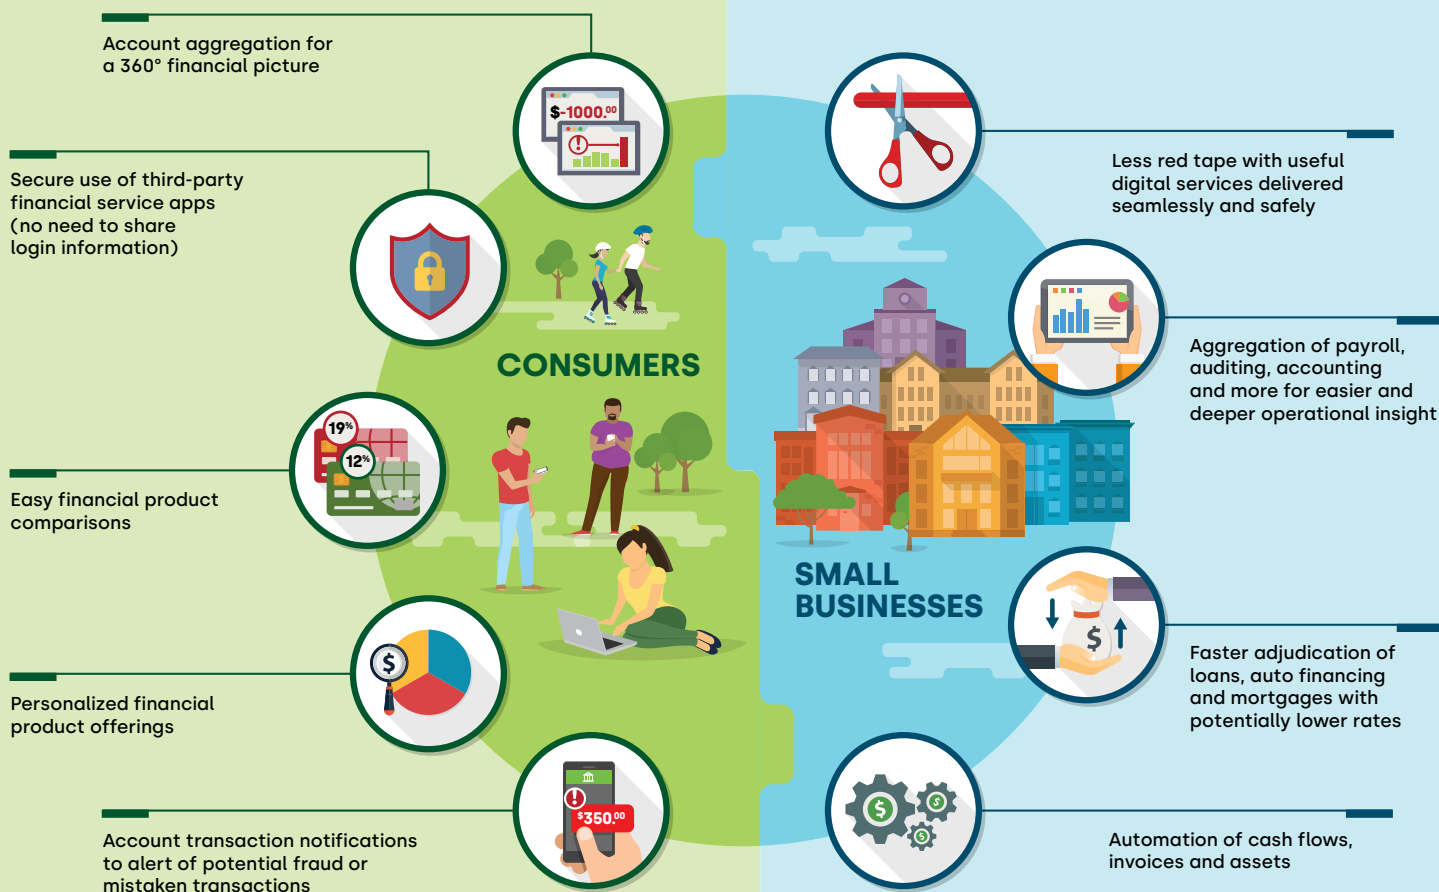 Account aggregation for
a 360° financial picture
$-1000.00
Secure use of third-party
financial service apps
(no need to share
login information)
CONSUMERS
19%
12%
Easy financial product
comparisons
$
Personalized financial
product offerings
$350.00
Account transaction notifications
to alert of potential fraud or
mistaken transactions
Less red tape with useful
digital services delivered
seamlessly and safely
Aggregation of payroll,
auditing, accounting
and more for easier and
deeper operational insight
SMALL
BUSINESSES
$
Faster adjudication of
loans, auto financing
and mortgages with
potentially lower rates
$
$
$
Automation of cash flows,
invoices and assets